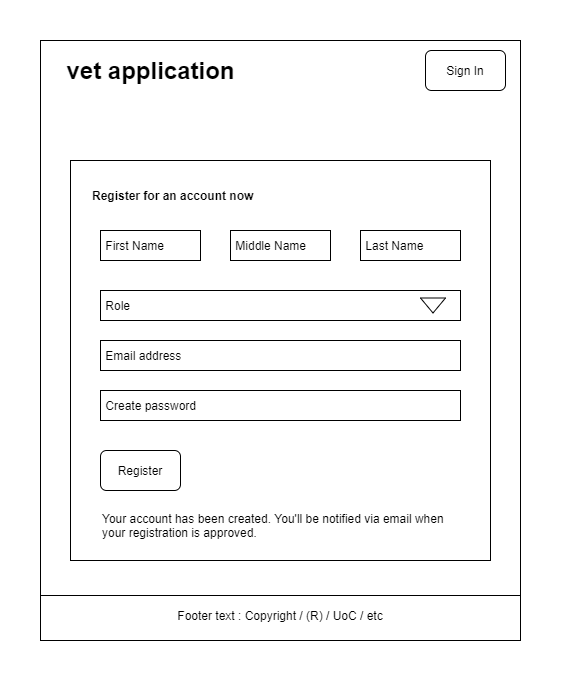 vet application
Sign In
Register for an account now
First Name
Middle Name
Last Name
Role
Email address
Create password
Register
Your account has been created. You'll be notified via email when
your registration is approved.
Footer text : Copyright / (R) / UoC / etc